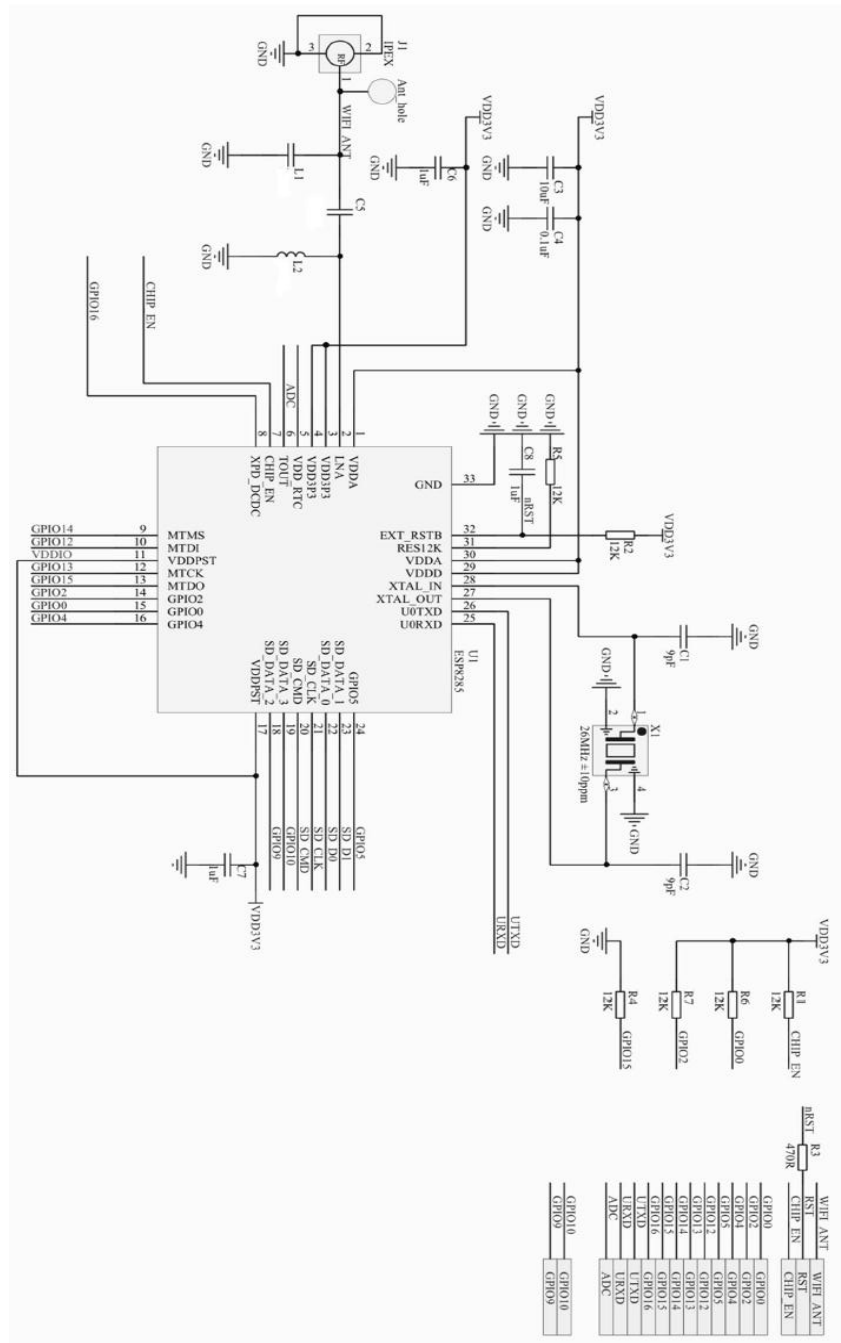 J1
IPEX
3
2
RF
1
GND
Ant_hole
WIFI_ANT
GND
L1
C5
GND
L2
VDD3V3
GND
C6
1uF
VDD3V3
GND
C3
10uF
GND
C4
0.1uF
GPIO16
CHIP_EN
ADC
8
7
6
5
4
3
2
1
XPD_DCDC
CHIP_EN
TOUT
VDD_RTC
VDD3P3
VDD3P3
LNA
VDDA
GND
GND
GND
C8
1uF
nRST
R5
12K
R2
12K
VDD3V3
GND 33
EXT_RSTB 32
RES12K 31
VDDA 30
VDDD 29
XTAL_IN 28
XTAL_OUT 27
U0TXD 26
U0RXD 25
U1
ESP8285
GPIO14 9 MTMS
GPIO12 10 MTDI
VDDIO 11 VDDPST
GPIO13 12 MTCK
GPIO15 13 MTDO
GPIO2 14 GPIO2
GPIO0 15 GPIO0
GPIO4 16 GPIO4
VDDPST
SD_DATA_2
SD_DATA_3
SD_CMD
SD_CLK
SD_DATA_0
SD_DATA_1
GPIO5
17
18
19
20
21
22
23
24
GPIO9
GPIO10
SD_CMD
SD_CLK
SD_D0
SD_D1
GPIO5
GND
C7
1uF
VDD3V3
URXD
UTXD
C1
9pF
GND
GND
2
1
X1
26MHz ±10ppm
3
4
GND
C2
9pF
GND
GND
VDD3V3
R4
12K
GPIO15
R7
12K
GPIO2
R6
12K
GPIO0
R1
12K
CHIP_EN
nRST
R3
470R
WIFI_ANT WIFI_ANT
RST RST
CHIP_EN CHIP_EN
GPIO0 GPIO0
GPIO2 GPIO2
GPIO4 GPIO4
GPIO5 GPIO5
GPIO12 GPIO12
GPIO13 GPIO13
GPIO14 GPIO14
GPIO15 GPIO15
GPIO16 GPIO16
UTXD UTXD
URXD URXD
ADC ADC
GPIO10 GPIO10
GPIO9 GPIO9